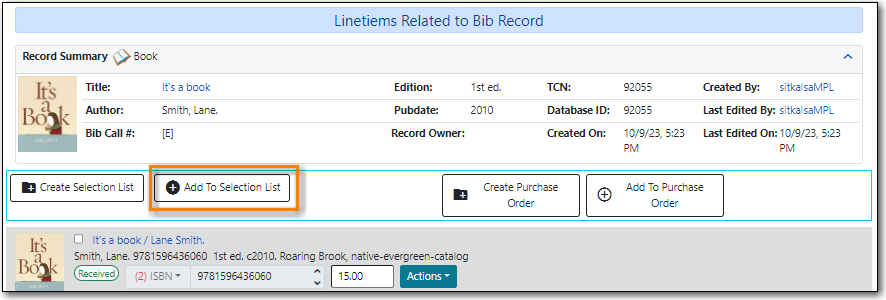 Linetiems Related to Bib Record
Record Summary Book
Title: It's a book Edition: 1st ed. TCN: 92055 Created By: sitkalsaMPL
Author: Smith, Lane. Pubdate: 2010 Database ID: 92055 Last Edited By: sitkalsaMPL
Bib Call #: [E] Record Owner: Created On: 10/9/23, 5:23 PM Last Edited On: 10/9/23, 5:23 PM
It's
a
Book
LANE SMITH
Create Selection List Add To Selection List Create Purchase Order Add To Purchase Order
It's
a
Book
It's a book / Lane Smith.
Smith, Lane. 9781596436060 1st ed. c2010. Roaring Brook, native-evergreen-catalog
Received (2) ISBN 9781596436060 15.00 Actions